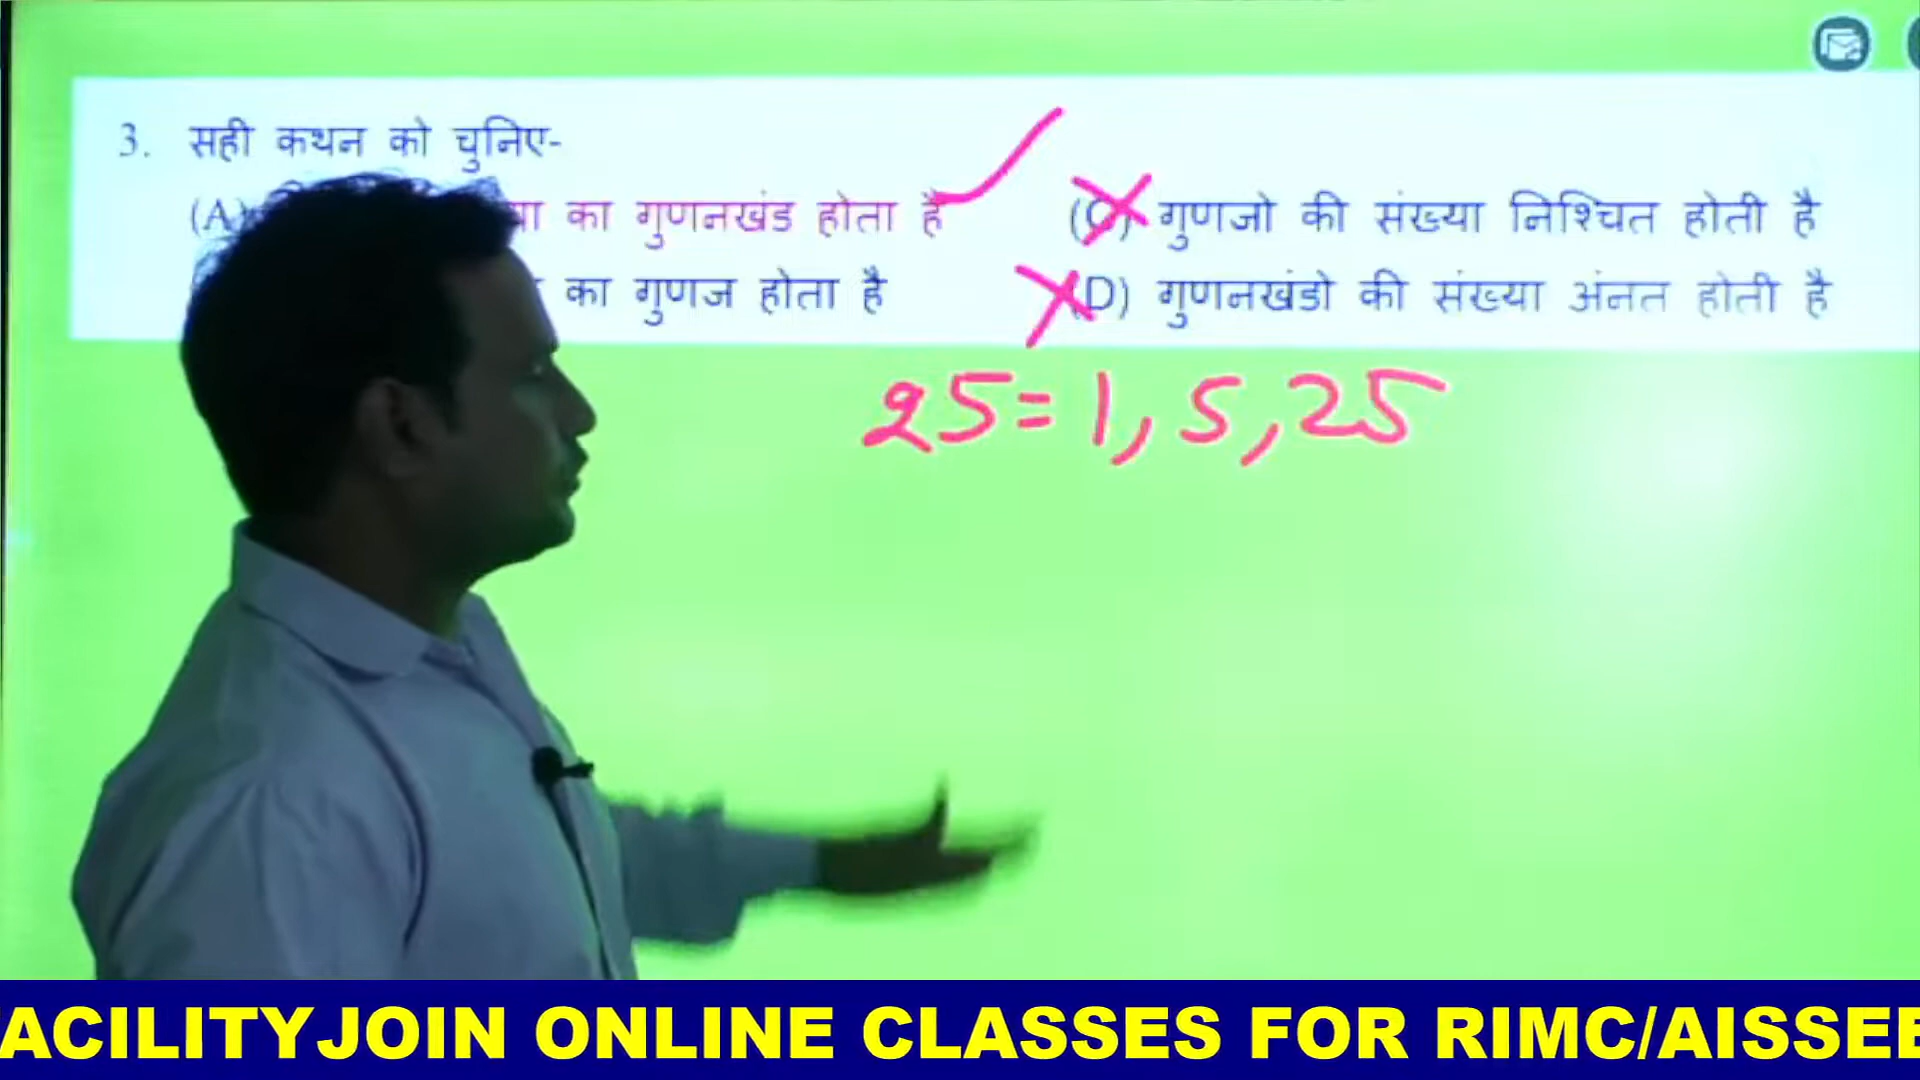 3. सही कथन को चुनिए-
(A) का गुणनखंड होता है
(C) गुणजो की संख्या निश्चित होती है
का गुणज होता है
(D) गुणनखंडो की संख्या अंनत होती है
25=1, 5, 25
ACILITYJOIN ONLINE CLASSES FOR RIMC/AISSEE